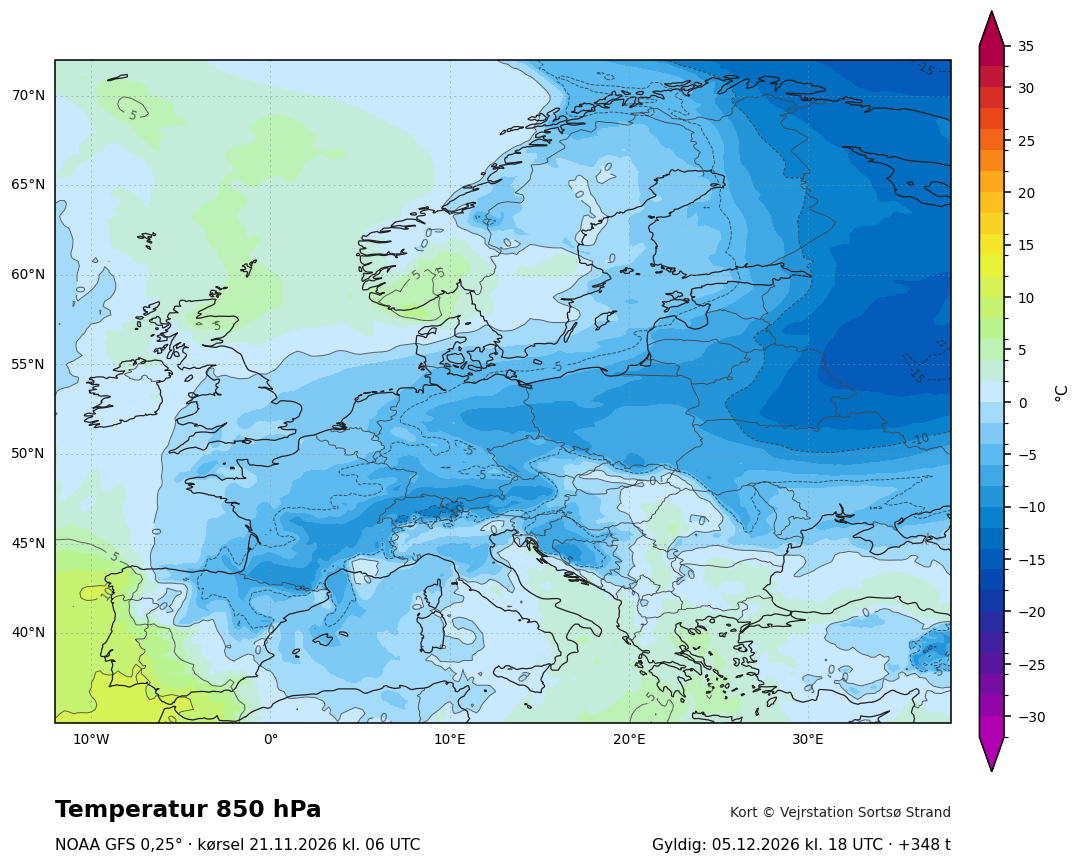 35
30
25
20
15
10
5
0
−5
−10
−15
−20
−25
−30
°C
70°N
65°N
60°N
55°N
50°N
45°N
40°N
10°W
0°
10°E
20°E
30°E
Temperatur 850 hPa
Kort © Vejrstation Sortsø Strand
NOAA GFS 0,25° · kørsel 21.11.2026 kl. 06 UTC
Gyldig: 05.12.2026 kl. 18 UTC · +348 t